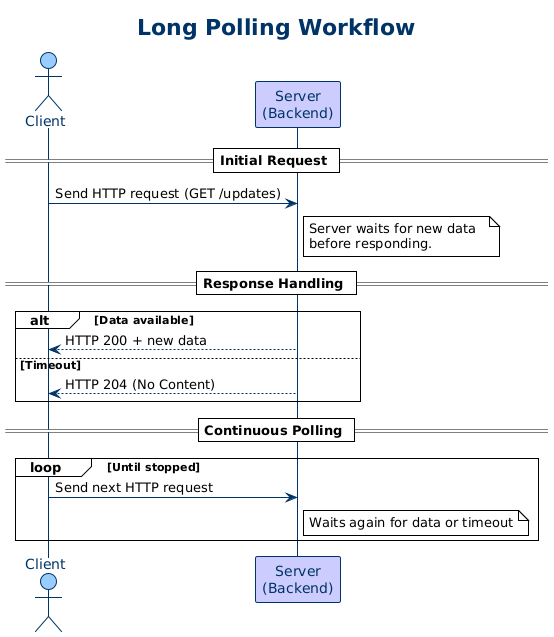 Long Polling Workflow
Client
Server
(Backend)
Initial Request
Send HTTP request (GET /updates)
Server waits for new data
before responding.
Response Handling
alt [Data available]
HTTP 200 + new data
[Timeout]
HTTP 204 (No Content)
Continuous Polling
loop [Until stopped]
Send next HTTP request
Waits again for data or timeout
Client
Server
(Backend)